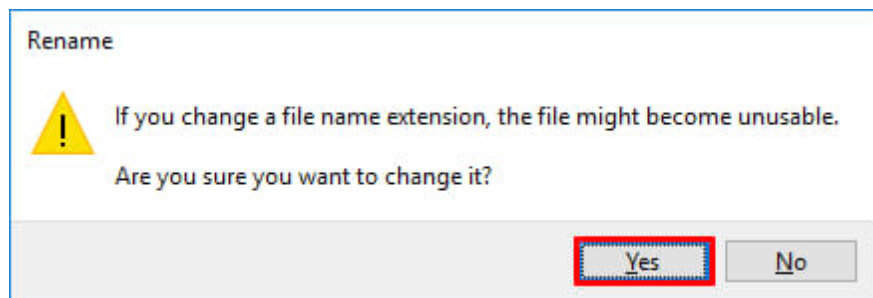 Rename
If you change a file name extension, the file might become unusable.
Are you sure you want to change it?
Yes No